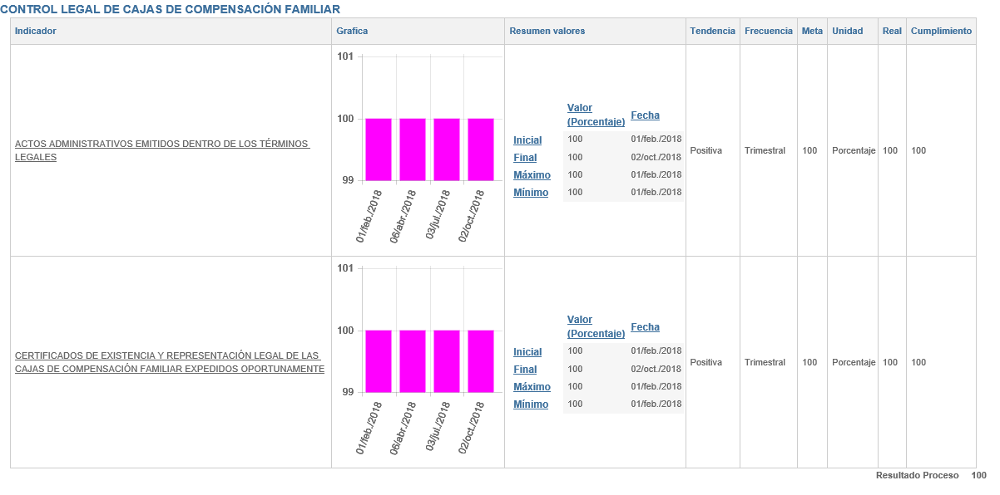 CONTROL LEGAL DE CAJAS DE COMPENSACIÓN FAMILIAR
Indicador Grafica Resumen valores Tendencia Frecuencia Meta Unidad Real Cumplimiento
ACTOS ADMINISTRATIVOS EMITIDOS DENTRO DE LOS TÉRMINOS
LEGALES
101
100
99
01/feb./2018 06/abr./2018 03/jul./2018 02/oct./2018
Valor
(Porcentaje) Fecha
Inicial 100 01/feb./2018
Final 100 02/oct./2018
Máximo 100 01/feb./2018
Mínimo 100 01/feb./2018
Positiva Trimestral 100 Porcentaje 100 100
CERTIFICADOS DE EXISTENCIA Y REPRESENTACIÓN LEGAL DE LAS
CAJAS DE COMPENSACIÓN FAMILIAR EXPEDIDOS OPORTUNAMENTE
101
100
99
01/feb./2018 06/abr./2018 03/jul./2018 02/oct./2018
Valor
(Porcentaje) Fecha
Inicial 100 01/feb./2018
Final 100 02/oct./2018
Máximo 100 01/feb./2018
Mínimo 100 01/feb./2018
Positiva Trimestral 100 Porcentaje 100 100
Resultado Proceso 100